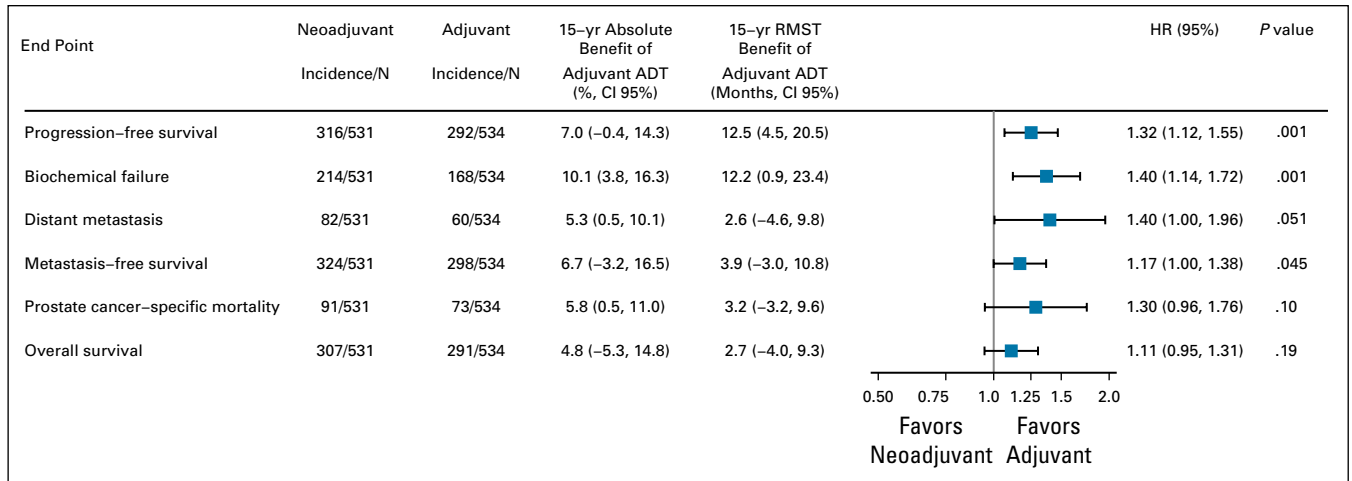 End Point Neoadjuvant Adjuvant 15–yr Absolute 15–yr RMST HR (95%) P value
Benefit of Benefit of
Incidence/N Incidence/N Adjuvant ADT Adjuvant ADT
(%, CI 95%) (Months, CI 95%)
Progression–free survival 316/531 292/534 7.0 (−0.4, 14.3) 12.5 (4.5, 20.5) 1.32 (1.12, 1.55) .001
Biochemical failure 214/531 168/534 10.1 (3.8, 16.3) 12.2 (0.9, 23.4) 1.40 (1.14, 1.72) .001
Distant metastasis 82/531 60/534 5.3 (0.5, 10.1) 2.6 (−4.6, 9.8) 1.40 (1.00, 1.96) .051
Metastasis–free survival 324/531 298/534 6.7 (−3.2, 16.5) 3.9 (−3.0, 10.8) 1.17 (1.00, 1.38) .045
Prostate cancer–specific mortality 91/531 73/534 5.8 (0.5, 11.0) 3.2 (−3.2, 9.6) 1.30 (0.96, 1.76) .10
Overall survival 307/531 291/534 4.8 (−5.3, 14.8) 2.7 (−4.0, 9.3) 1.11 (0.95, 1.31) .19
0.50 0.75 1.0 1.25 1.5 2.0
Favors Favors
Neoadjuvant Adjuvant